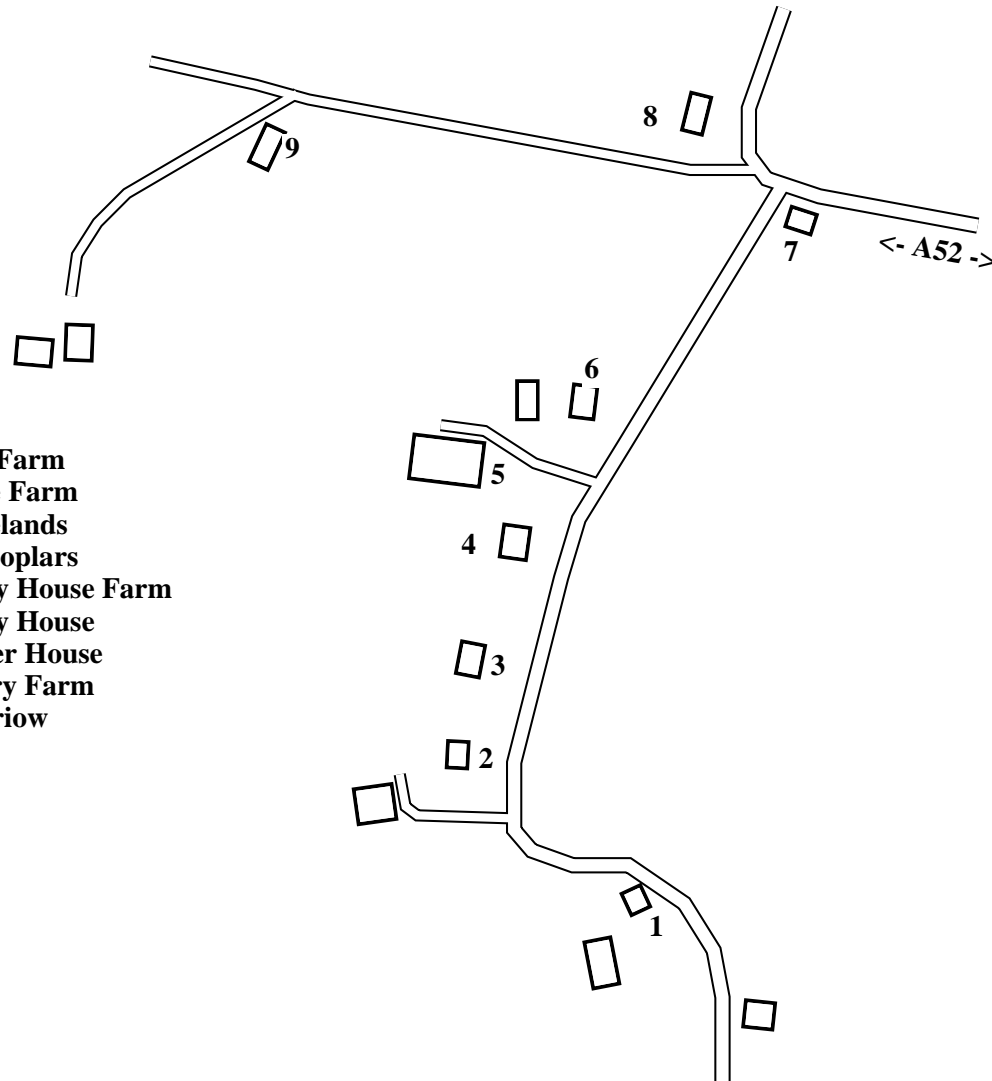 8
9
7
<- A52 ->
6
Farm
5
Farm
lands
4
oplars
y House Farm
y House
er House
3
ry Farm
riow
2
1